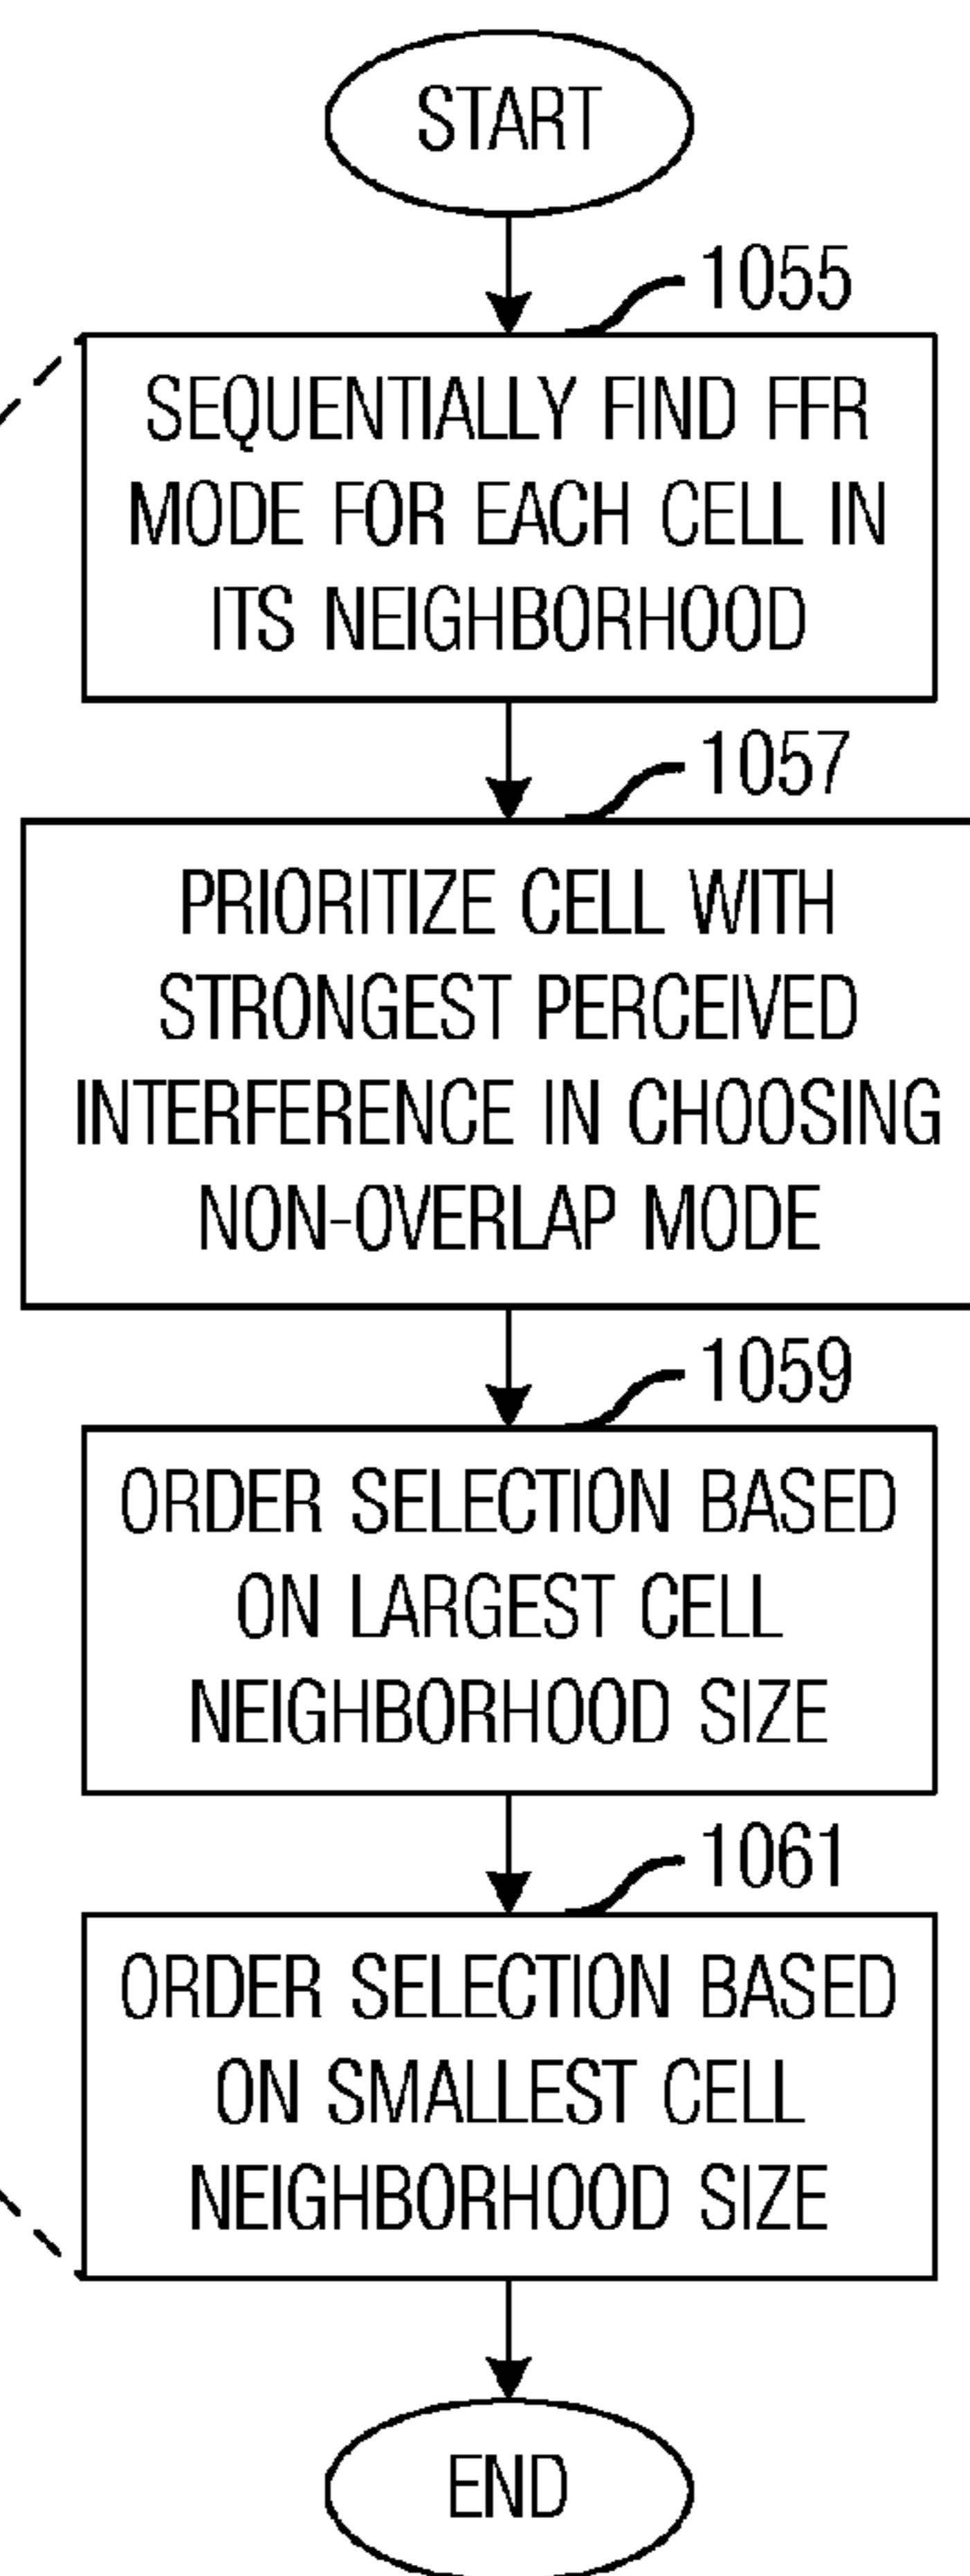 START
1055
SEQUENTIALLY FIND FFR
MODE FOR EACH CELL IN
ITS NEIGHBORHOOD
1057
PRIORITIZE CELL WITH
STRONGEST PERCEIVED
INTERFERENCE IN CHOOSING
NON-OVERLAP MODE
1059
ORDER SELECTION BASED
ON LARGEST CELL
NEIGHBORHOOD SIZE
1061
ORDER SELECTION BASED
ON SMALLEST CELL
NEIGHBORHOOD SIZE
END